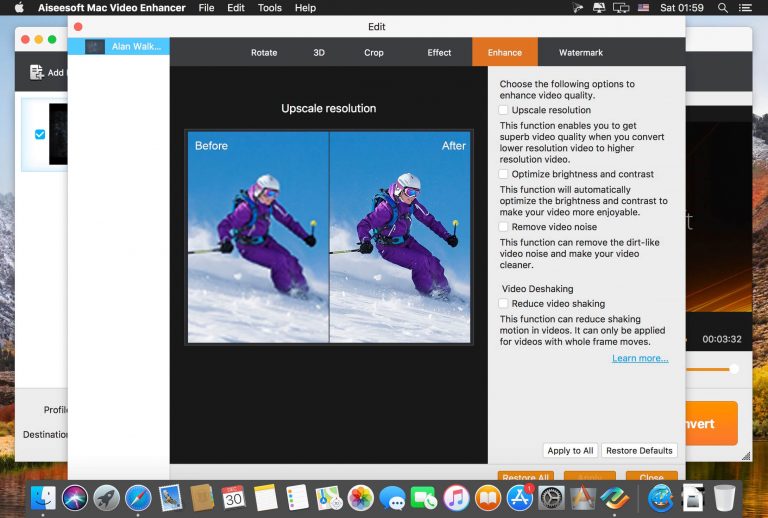 Aiseesoft Mac Video Enhancer File Edit Tools Help Sat 01:59
Edit
Alan Walk...
Rotate 3D Crop Effect Enhance Watermark
Add
Upscale resolution
Before After
Choose the following options to
enhance video quality.
Upscale resolution
This function enables you to get
superb video quality when you convert
lower resolution video to higher
resolution video.
Optimize brightness and contrast
This function will automatically
optimize the brightness and contrast to
make your video more enjoyable.
Remove video noise
This function can remove the dirt-like
video noise and make your video
cleaner.
Video Deshaking
Reduce video shaking
This function can reduce shaking
motion in videos. It can only be applied
for videos with whole frame moves.
Learn more...
00:03:32
Profile
Destination
nvert
Apply to All Restore Defaults
Restore All Apply Close
30
1